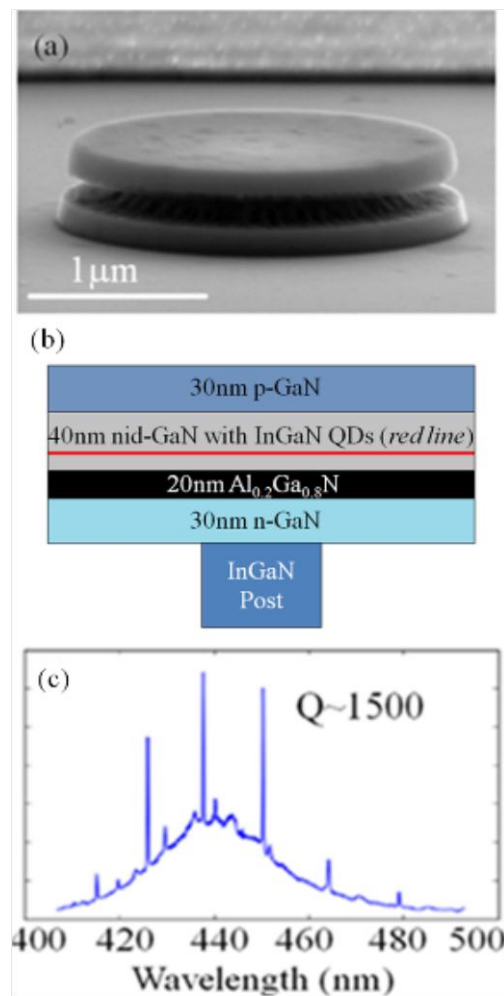 (a)
1μm
(b)
30nm p-GaN
40nm nid-GaN with InGaN QDs (red line)
20nm Al₀.₂Ga₀.₈N
30nm n-GaN
InGaN
Post
(c)
Q~1500
400 420 440 460 480 500
Wavelength (nm)